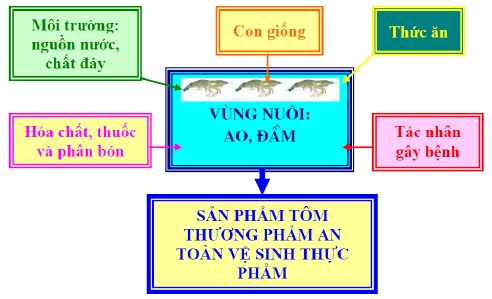 Môi trường:
nguồn nước,
chất đáy
Con giống
Thức ăn
VÙNG NUÔI:
AO, ĐẦM
Hóa chất, thuốc
và phân bón
Tác nhân
gây bệnh
SẢN PHẨM TÔM
THƯƠNG PHẨM AN
TOÀN VỆ SINH THỰC
PHẨM